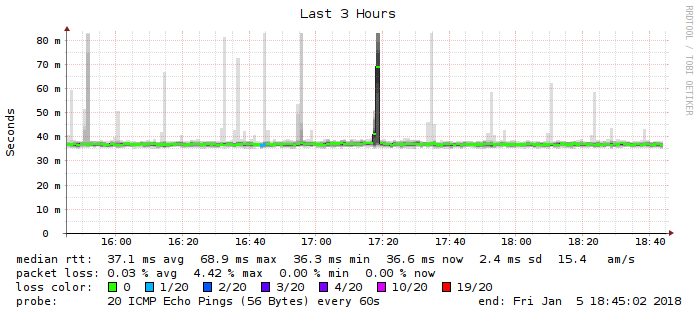 Last 3 Hours
RRDTOOL / TOBI OETIKER
Seconds
80 m
70 m
60 m
50 m
40 m
30 m
20 m
10 m
0
16:00 16:20 16:40 17:00 17:20 17:40 18:00 18:20 18:40
median rtt: 37.1 ms avg 68.9 ms max 36.3 ms min 36.6 ms now 2.4 ms sd 15.4 am/s
packet loss: 0.03 % avg 4.42 % max 0.00 % min 0.00 % now
loss color: 0 1/20 2/20 3/20 4/20 10/20 19/20
probe: 20 ICMP Echo Pings (56 Bytes) every 60s end: Fri Jan 5 18:45:02 2018